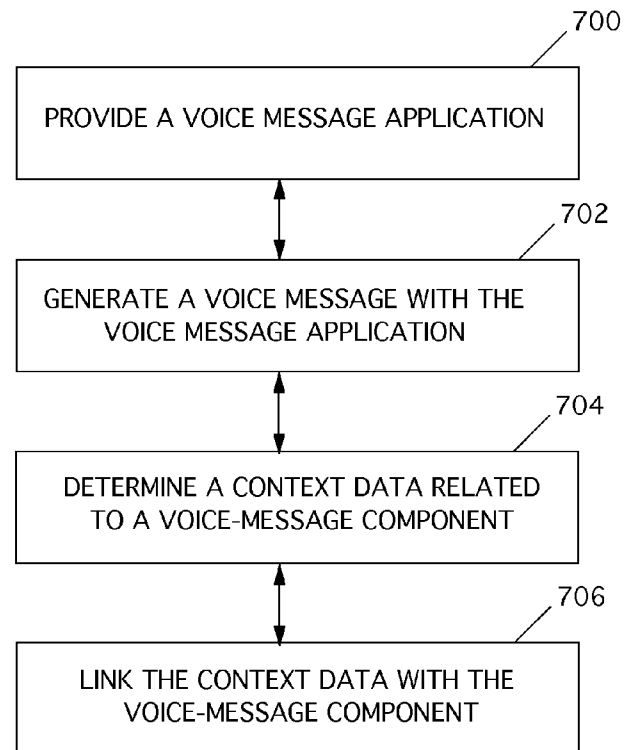 700
PROVIDE A VOICE MESSAGE APPLICATION
702
GENERATE A VOICE MESSAGE WITH THE
VOICE MESSAGE APPLICATION
704
DETERMINE A CONTEXT DATA RELATED
TO A VOICE-MESSAGE COMPONENT
706
LINK THE CONTEXT DATA WITH THE
VOICE-MESSAGE COMPONENT